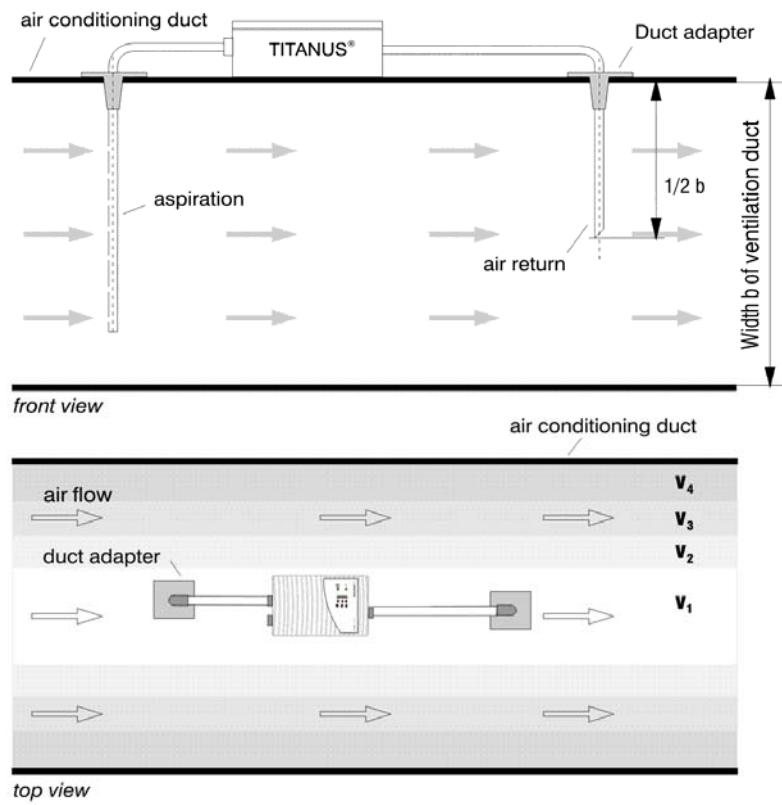 air conditioning duct
TITANUS®
Duct adapter
aspiration
1/2 b
air return
Width b of ventilation duct
front view
air conditioning duct
air flow
V4
V3
duct adapter
V2
V1
top view